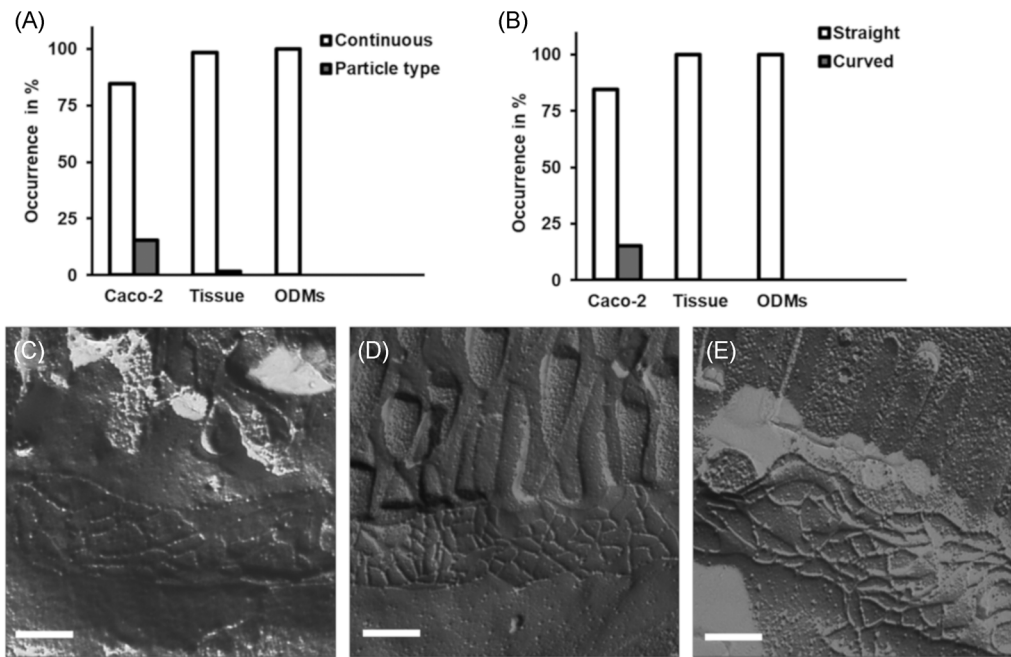 (A)
Occurrence in %
100
75
50
25
0
Continuous
Particle type
Caco-2 Tissue ODMs
(B)
Occurrence in %
100
75
50
25
0
Straight
Curved
Caco-2 Tissue ODMs
(C)
(D)
(E)